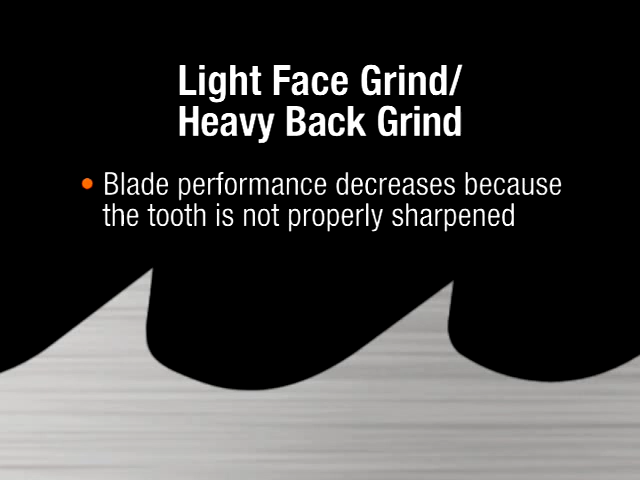 Light Face Grind/
Heavy Back Grind
• Blade performance decreases because
the tooth is not properly sharpened